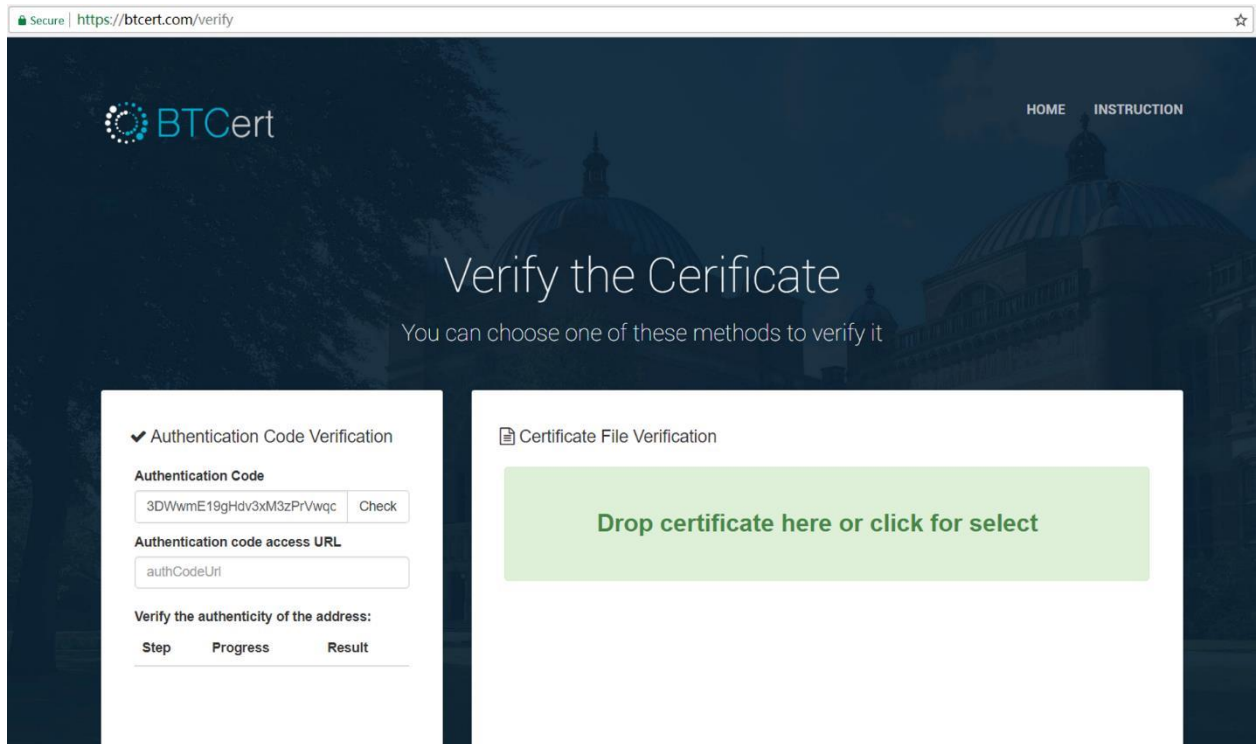 Secure | https://btcert.com/verify
BTCert
HOME INSTRUCTION
Verify the Cerificate
You can choose one of these methods to verify it
Authentication Code Verification
Authentication Code
3DWwmE19gHdv3xM3zPrVwqc Check
Authentication code access URL
authCodeUrl
Verify the authenticity of the address:
Step Progress Result
Certificate File Verification
Drop certificate here or click for select